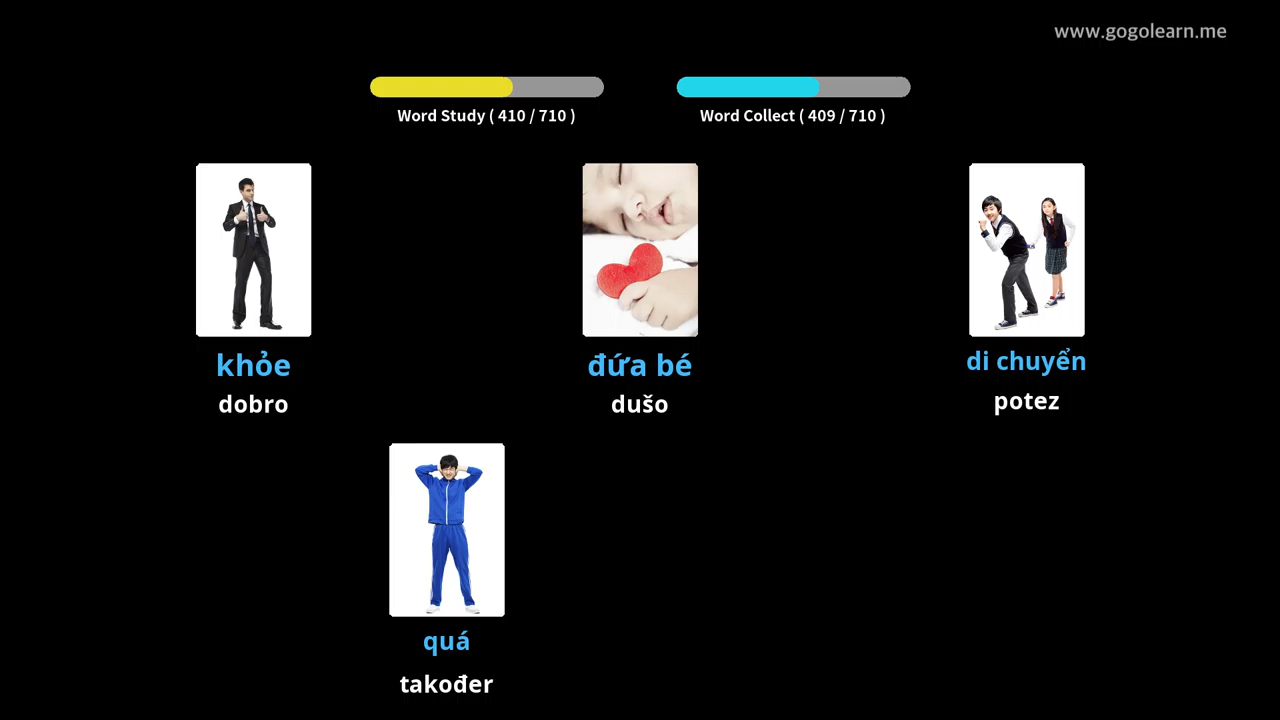 www.gogolearn.me
Word Study ( 410 / 710 )
Word Collect ( 409 / 710 )
khỏe
dobro
đứa bé
dušo
di chuyển
potez
quá
također